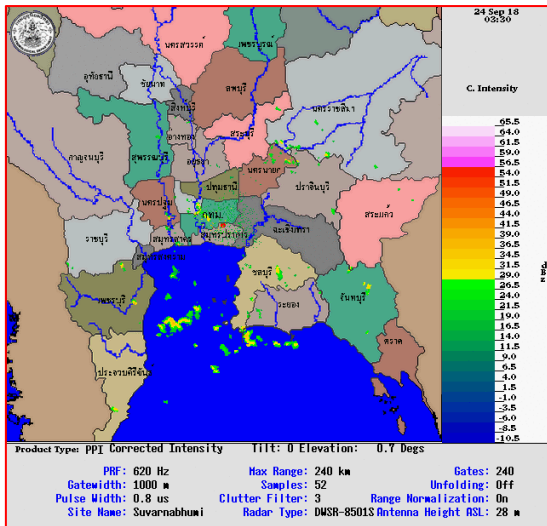 24 Sep 18
03:30
C. Intensity
นครสวรรค์
เพชรบูรณ์
อุทัยธานี
ชัยนาท
ลพบุรี
สิงห์บุรี
นครราชสีมา
อ่างทอง
สระบุรี
กาญจนบุรี
สุพรรณบุรี
อยุธยา
นครนายก
ปราจีนบุรี
ปทุมธานี
นครปฐม
กทม.
สระแก้ว
ราชบุรี
สมุทรสาคร
สมุทรปราการ
ฉะเชิงเทรา
สมุทรสงคราม
ชลบุรี
เพชรบุรี
ระยอง
จันทบุรี
ตราด
ประจวบคีรีขันธ์
65.5
64.0
60.0
56.5
54.0
51.5
49.0
46.5
44.0
41.5
39.0
36.5
34.0
31.5
29.0
26.5
24.0
21.5
19.0
16.5
14.0
11.5
9.0
6.5
4.0
1.5
-1.0
-3.5
-6.0
-8.5
-10.5
Product Type: PPI Corrected Intensity Tilt: 0 Elevation: 0.7 Degs
PRF: 620 Hz Max Range: 240 km Gates: 240
Gatewidth: 1000 m Samples: 52 Unfolding: Off
Pulse Width: 0.8 us Clutter Filter: 3 Range Normalization: On
Site Name: Suvarnabhumi Radar Type: DWSR-8501S Antenna Height ASL: 28 m